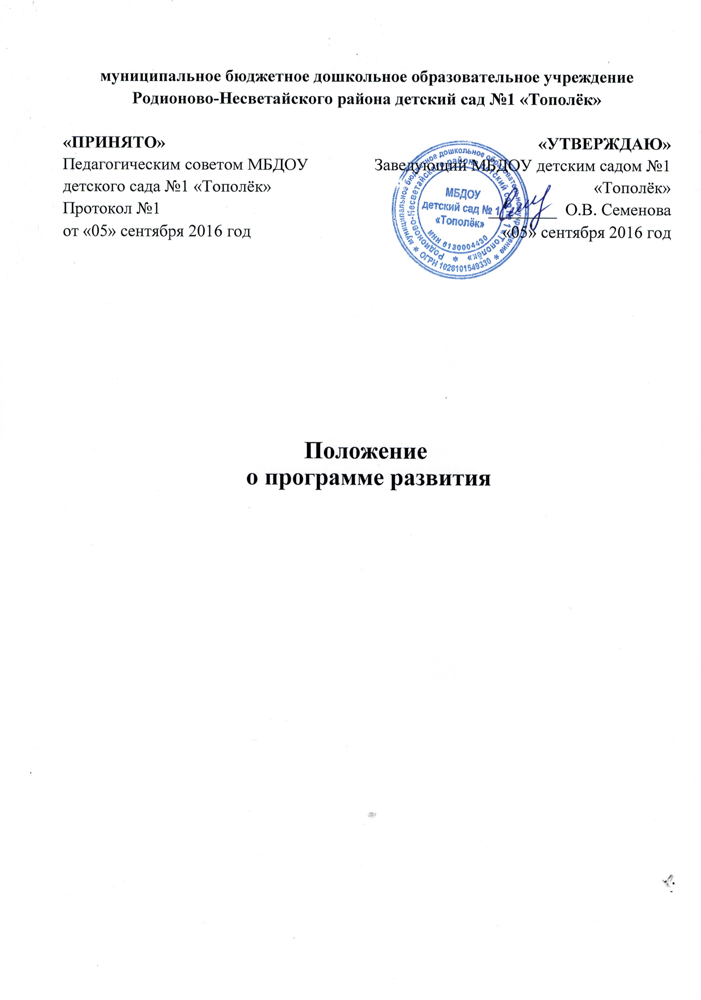 муниципальное бюджетное дошкольное образовательное учреждение
Родионово-Несветайского района детский сад №1 «Тополёк»
«ПРИНЯТО»
Педагогическим советом МБДОУ
детского сада №1 «Тополёк»
Протокол №1
от «05» сентября 2016 год
«УТВЕРЖДАЮ»
Заведующий МБДОУ детским садом №1
«Тополёк»
О.В. Семенова
«05» сентября 2016 год
муниципальное бюджетное дошкольное образовательное учреждение
Родионово-Несветайского района детский сад № 1 «Тополёк»
МБДОУ
детский сад № 1
«Тополёк»
ИНН 6130004430
ОГРН 1026101549330
Положение
о программе развития